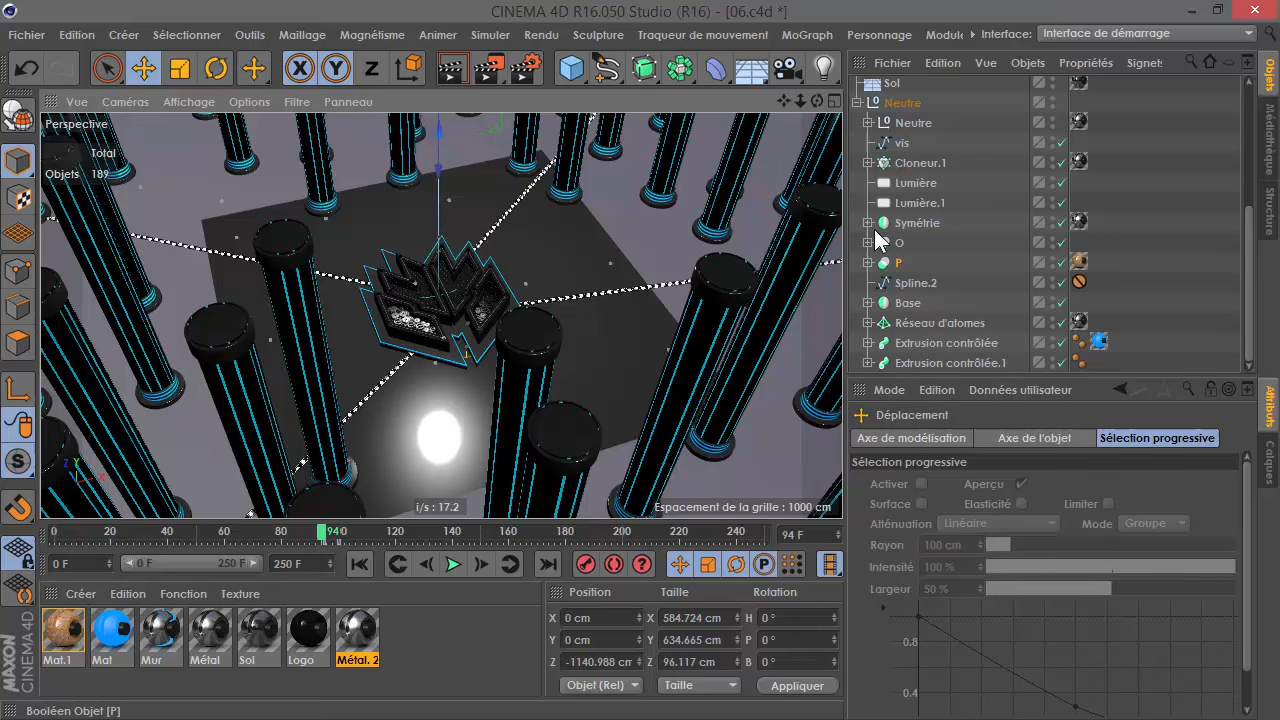 CINEMA 4D R16.050 Studio (R16) - [06.c4d *]
Fichier Edition Créer Sélectionner Outils Maillage Magnétisme Animer Simuler Rendu Sculpture Traqueur de mouvement MoGraph Personnage Module Interface: Interface de démarrage
X Y Z
Vue Caméras Affichage Options Filtre Panneau
Perspective
Total
Objets 189
Z Y X
i/s : 17.2
Espacement de la grille : 1000 cm
Fichier Edition Vue Objets Propriétés Signets
Sol
Neutre
Neutre
vis
Cloneur.1
Lumière
Lumière.1
Symétrie
O
P
Spline.2
Base
Réseau d'atomes
Extrusion contrôlée
Extrusion contrôlée.1
Objets
Médiathèque
Structure
Mode Edition Données utilisateur
Déplacement
Axe de modélisation Axe de l'objet Sélection progressive
Sélection progressive
Activer Aperçu
Surface Elasticité Limiter
Atténuation Linéaire Mode Groupe
Rayon 100 cm
Intensité 100 %
Largeur 50 %
0.8
0.4
Attributs
Calques
0 20 40 60 80 94 0 120 140 160 180 200 220 240 94 F
0 F 0 F 250 F 250 F
P
Créer Edition Fonction Texture
Mat.1 Mat Mur Métal Sol Logo Métal. 2
Position Taille Rotation
X 0 cm X 584.724 cm H 0 °
Y 0 cm Y 634.665 cm P 0 °
Z -1140.988 cm Z 96.117 cm B 0 °
Objet (Rel) Taille Appliquer
MAXON
CINEMA 4D
Booléen Objet [P]